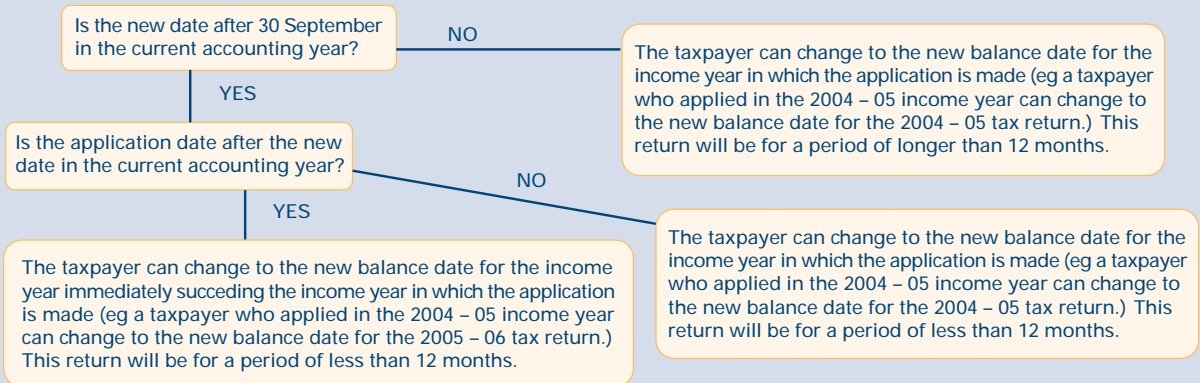 Is the new date after 30 September
in the current accounting year?
NO
The taxpayer can change to the new balance date for the
income year in which the application is made (eg a taxpayer
who applied in the 2004 – 05 income year can change to
the new balance date for the 2004 – 05 tax return.) This
return will be for a period of longer than 12 months.
YES
Is the application date after the new
date in the current accounting year?
NO
The taxpayer can change to the new balance date for the
income year in which the application is made (eg a taxpayer
who applied in the 2004 – 05 income year can change to
the new balance date for the 2004 – 05 tax return.) This
return will be for a period of less than 12 months.
YES
The taxpayer can change to the new balance date for the income
year immediately succeding the income year in which the application
is made (eg a taxpayer who applied in the 2004 – 05 income year
can change to the new balance date for the 2005 – 06 tax return.)
This return will be for a period of less than 12 months.